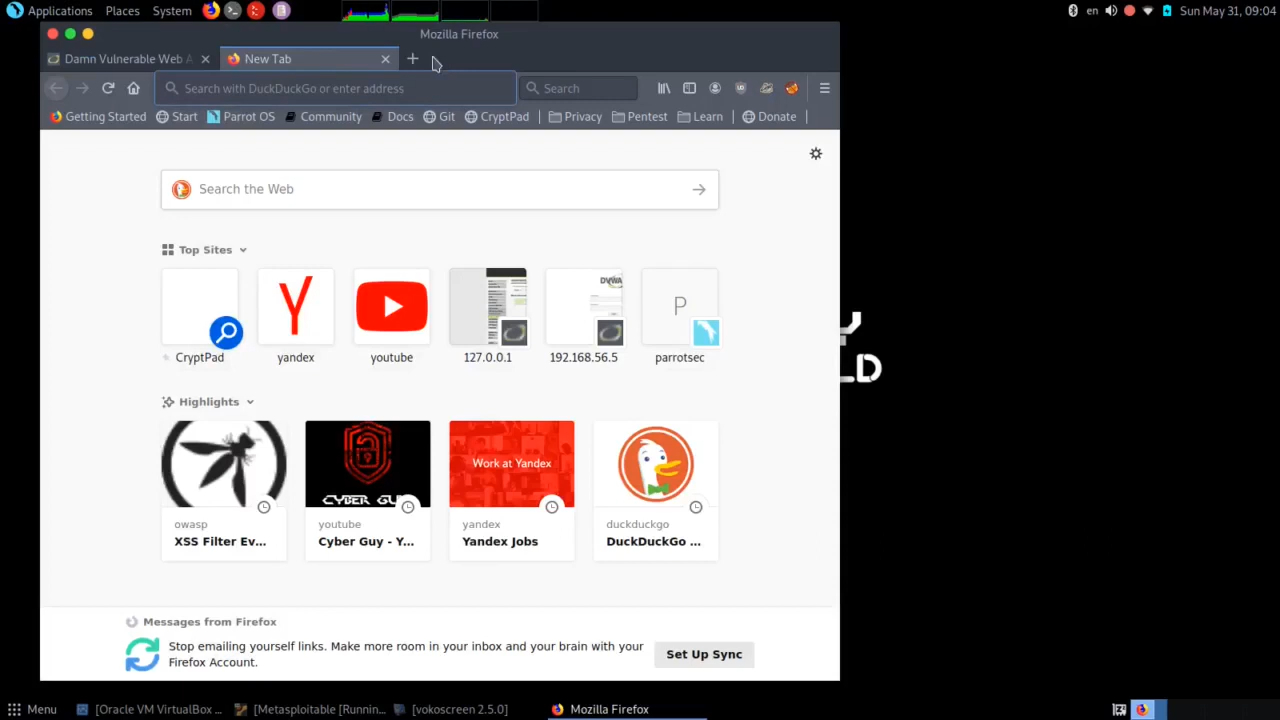 Applications Places System en Sun May 31, 09:04
Mozilla Firefox
Damn Vulnerable Web A New Tab
Search with DuckDuckGo or enter address Search
Getting Started Start Parrot OS Community Docs Git CryptPad Privacy Pentest Learn Donate
Search the Web
Top Sites
Y P DVWA
CryptPad yandex youtube 127.0.0.1 192.168.56.5 parrotsec
LD
Highlights
Work at Yandex
CYBER GU
owasp youtube yandex duckduckgo
XSS Filter Ev... Cyber Guy - Y... Yandex Jobs DuckDuckGo ...
Messages from Firefox
Stop emailing yourself links. Make more room in your inbox and your brain with your
Firefox Account.
Set Up Sync
Menu [Oracle VM VirtualBox ... [Metasploitable [Runnin... [vokoscreen 2.5.0] Mozilla Firefox